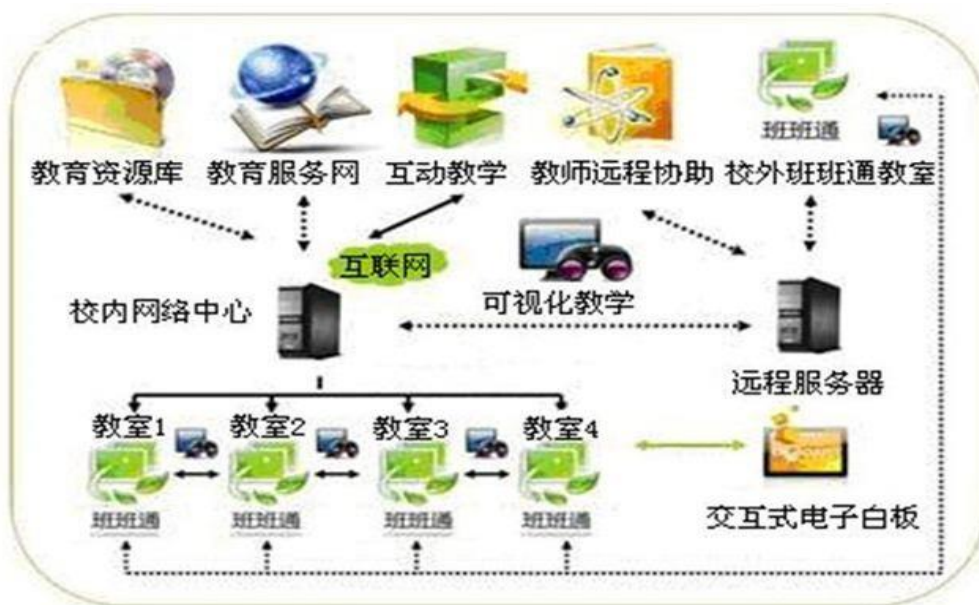 班班通
教育资源库 教育服务网 互动教学 教师远程协助 校外班班通教室
互联网
校内网络中心
可视化教学
远程服务器
教室1 教室2 教室3 教室4
班班通 班班通 班班通 班班通
交互式电子白板